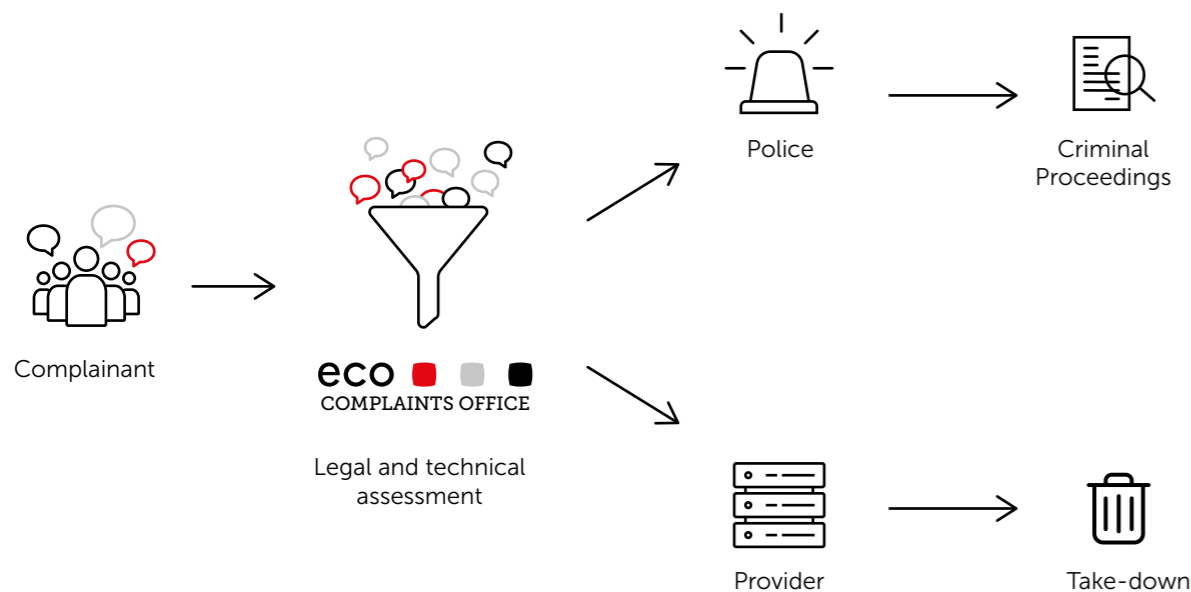 Complainant
eco
COMPLAINTS OFFICE
Legal and technical
assessment
Police
Criminal
Proceedings
Provider
Take-down